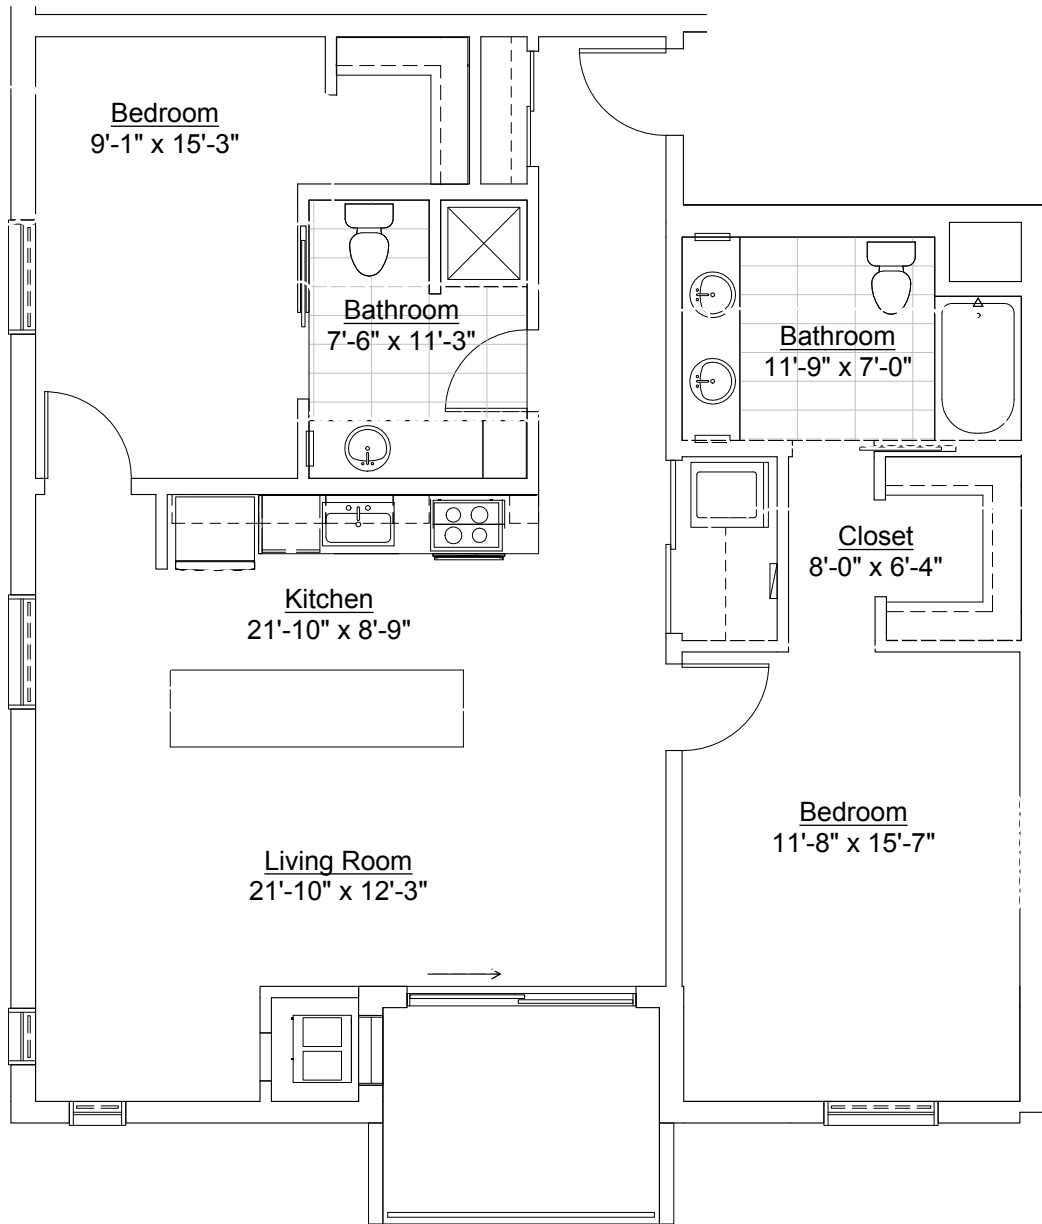 Bedroom
9'-1" x 15'-3"
Bathroom
7'-6" x 11'-3"
Bathroom
11'-9" x 7'-0"
Closet
8'-0" x 6'-4"
Kitchen
21'-10" x 8'-9"
Bedroom
11'-8" x 15'-7"
Living Room
21'-10" x 12'-3"